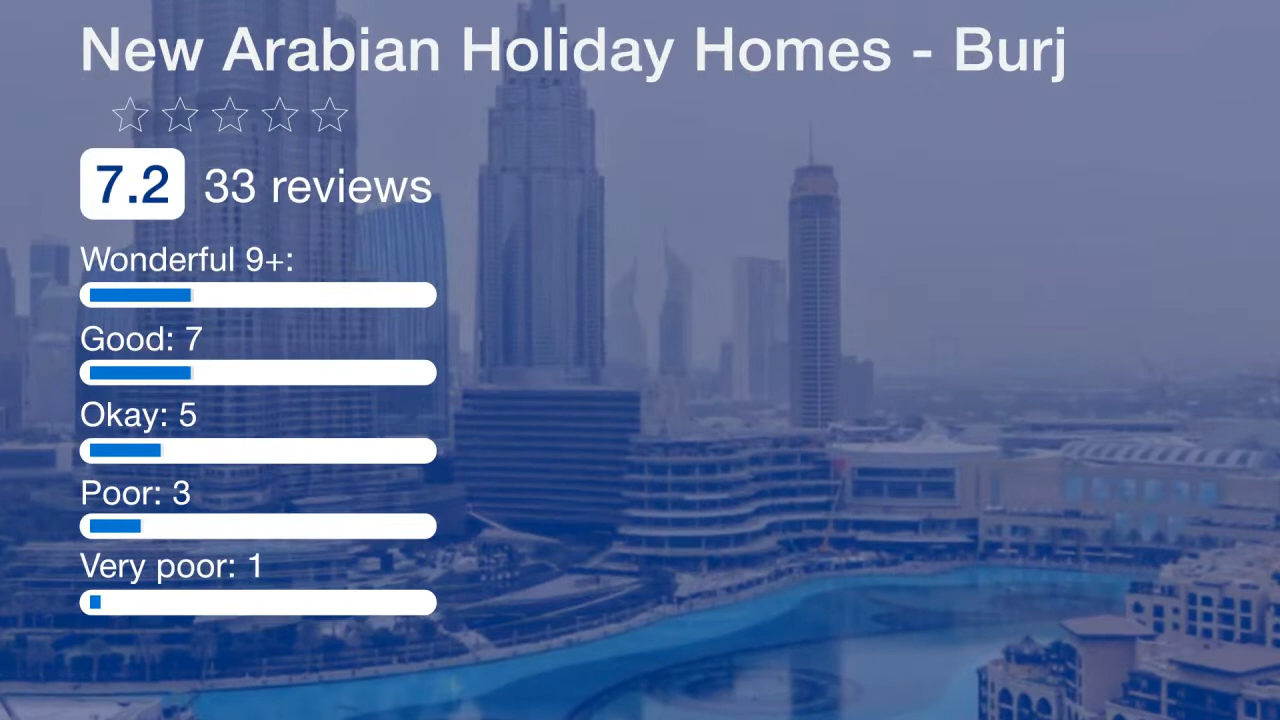 New Arabian Holiday Homes - Burj
7.2 33 reviews
Wonderful 9+:
Good: 7
Okay: 5
Poor: 3
Very poor: 1